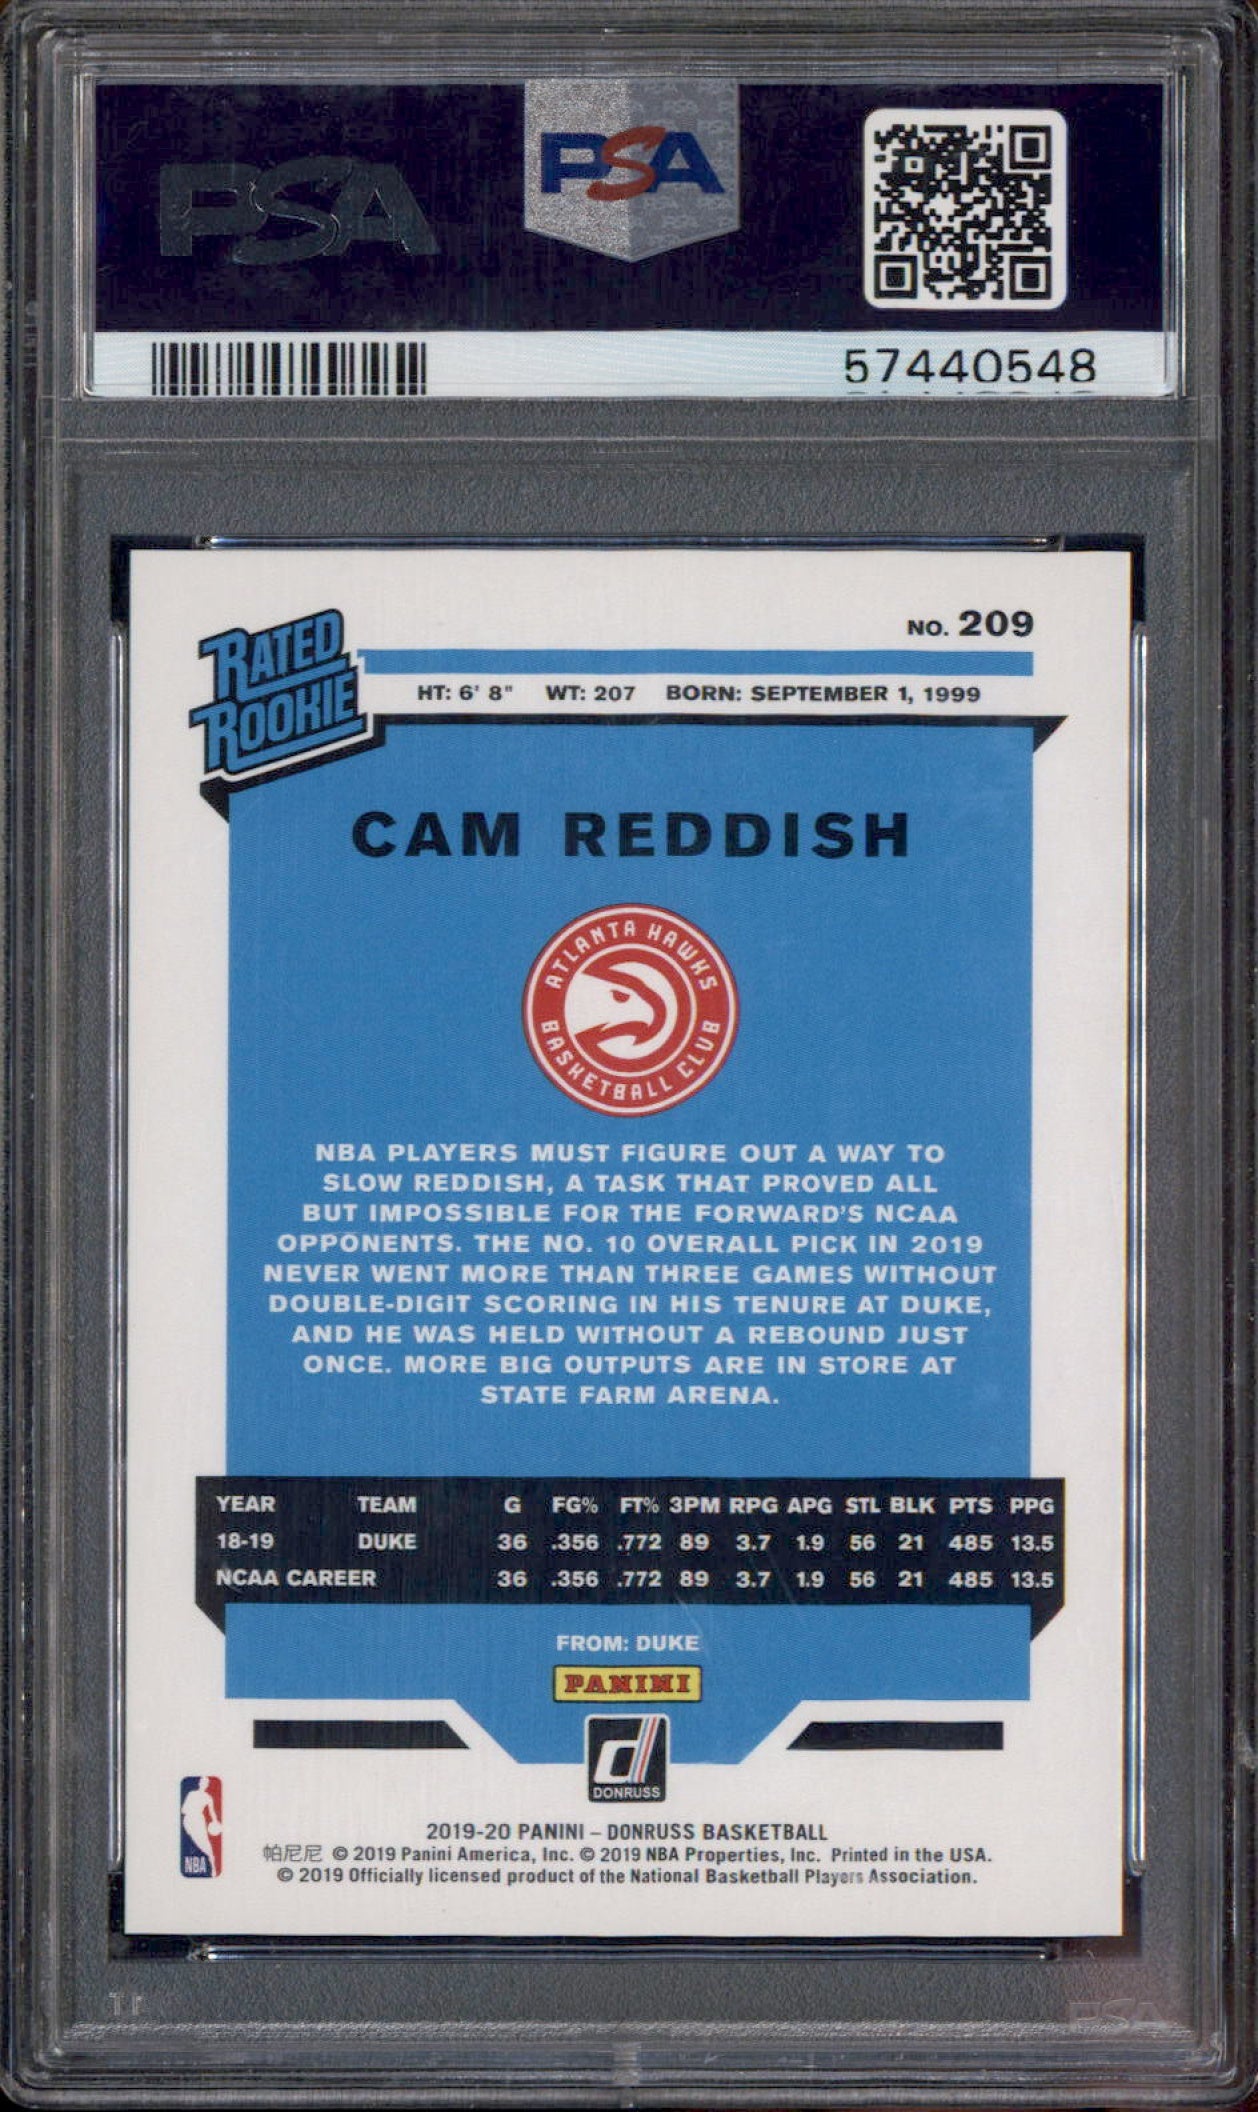 PSA
PSA
57440548
RATED
ROOKIE
NO. 209
HT: 6' 8" WT: 207 BORN: SEPTEMBER 1, 1999
CAM REDDISH
ATLANTA HAWKS
BASKETBALL CLUB
NBA PLAYERS MUST FIGURE OUT A WAY TO
SLOW REDDISH, A TASK THAT PROVED ALL
BUT IMPOSSIBLE FOR THE FORWARD'S NCAA
OPPONENTS. THE NO. 10 OVERALL PICK IN 2019
NEVER WENT MORE THAN THREE GAMES WITHOUT
DOUBLE-DIGIT SCORING IN HIS TENURE AT DUKE,
AND HE WAS HELD WITHOUT A REBOUND JUST
ONCE. MORE BIG OUTPUTS ARE IN STORE AT
STATE FARM ARENA.
YEAR TEAM G FG% FT% 3PM RPG APG STL BLK PTS PPG
18-19 DUKE 36 .356 .772 89 3.7 1.9 56 21 485 13.5
NCAA CAREER 36 .356 .772 89 3.7 1.9 56 21 485 13.5
FROM: DUKE
PANINI
d
DONRUSS
NBA
2019-20 PANINI – DONRUSS BASKETBALL
帕尼尼 © 2019 Panini America, Inc. © 2019 NBA Properties, Inc. Printed in the USA.
© 2019 Officially licensed product of the National Basketball Players Association.
PSA